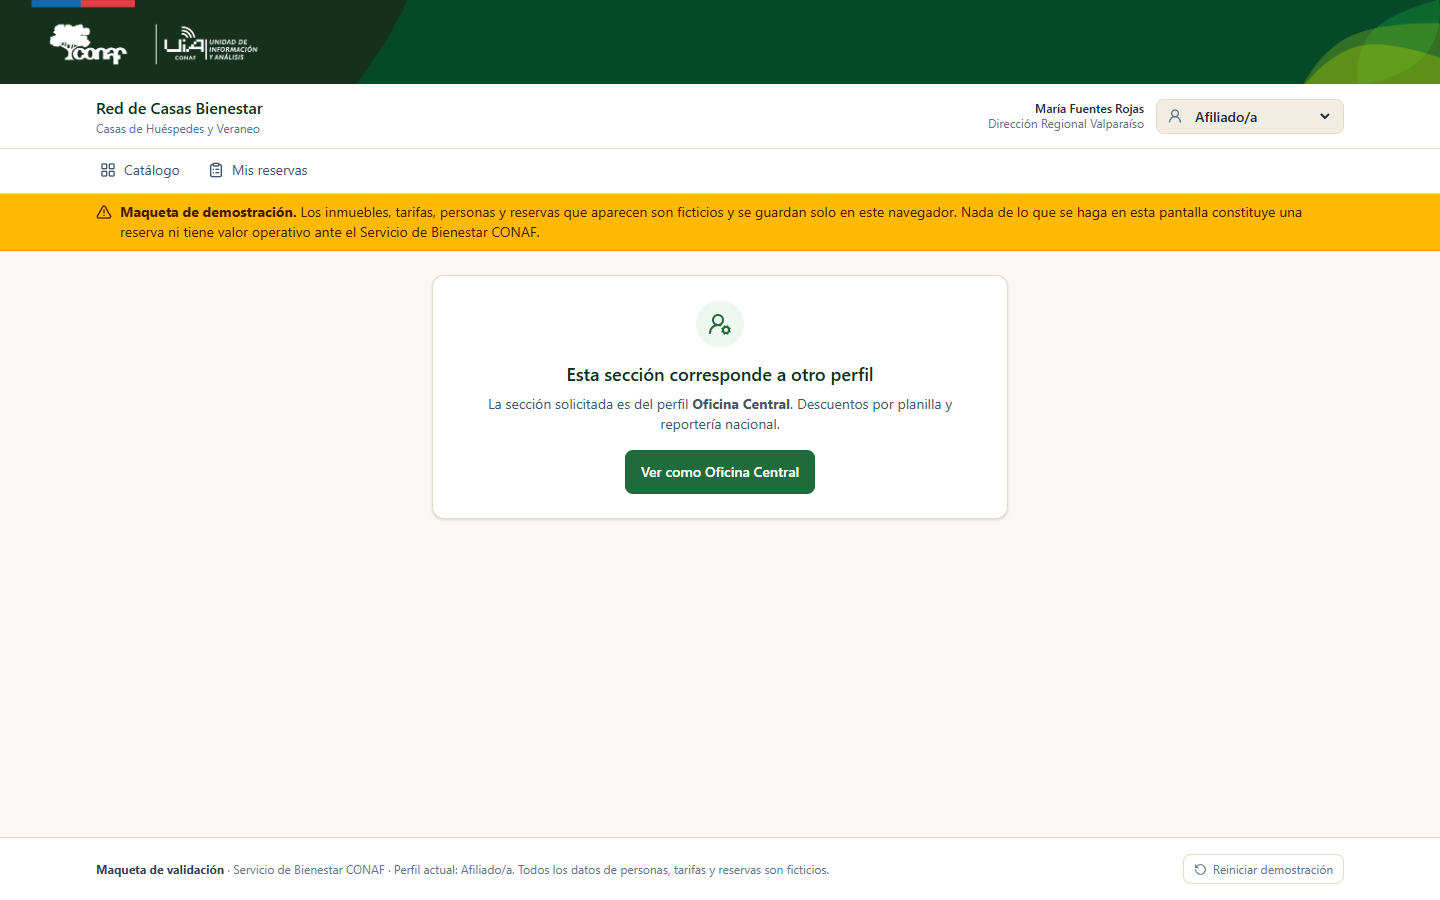 conaf
UIA
CONAF
UNIDAD DE
INFORMACIÓN
Y ANÁLISIS
Red de Casas Bienestar
Casas de Huéspedes y Veraneo
María Fuentes Rojas
Dirección Regional Valparaíso
Afiliado/a
Catálogo
Mis reservas
Maqueta de demostración. Los inmuebles, tarifas, personas y reservas que aparecen son ficticios y se guardan solo en este navegador. Nada de lo que se haga en esta pantalla constituye una
reserva ni tiene valor operativo ante el Servicio de Bienestar CONAF.
Esta sección corresponde a otro perfil
La sección solicitada es del perfil Oficina Central. Descuentos por planilla y
reportería nacional.
Ver como Oficina Central
Maqueta de validación · Servicio de Bienestar CONAF · Perfil actual: Afiliado/a. Todos los datos de personas, tarifas y reservas son ficticios.
Reiniciar demostración